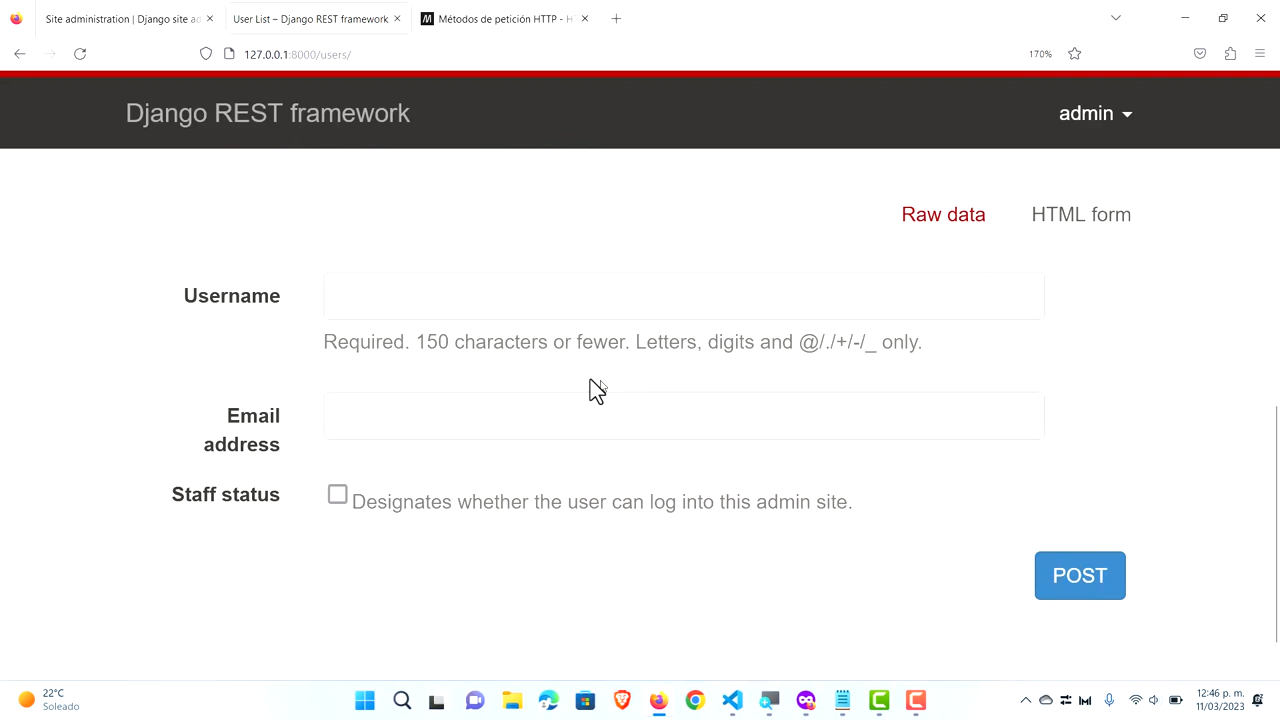 Site administration | Django site ad
User List – Django REST framework
Métodos de petición HTTP - H
127.0.0.1:8000/users/
170%
Django REST framework
admin
Raw data
HTML form
Username
Required. 150 characters or fewer. Letters, digits and @/./+/-/_ only.
Email
address
Staff status
Designates whether the user can log into this admin site.
POST
22°C
Soleado
12:46 p. m.
11/03/2023